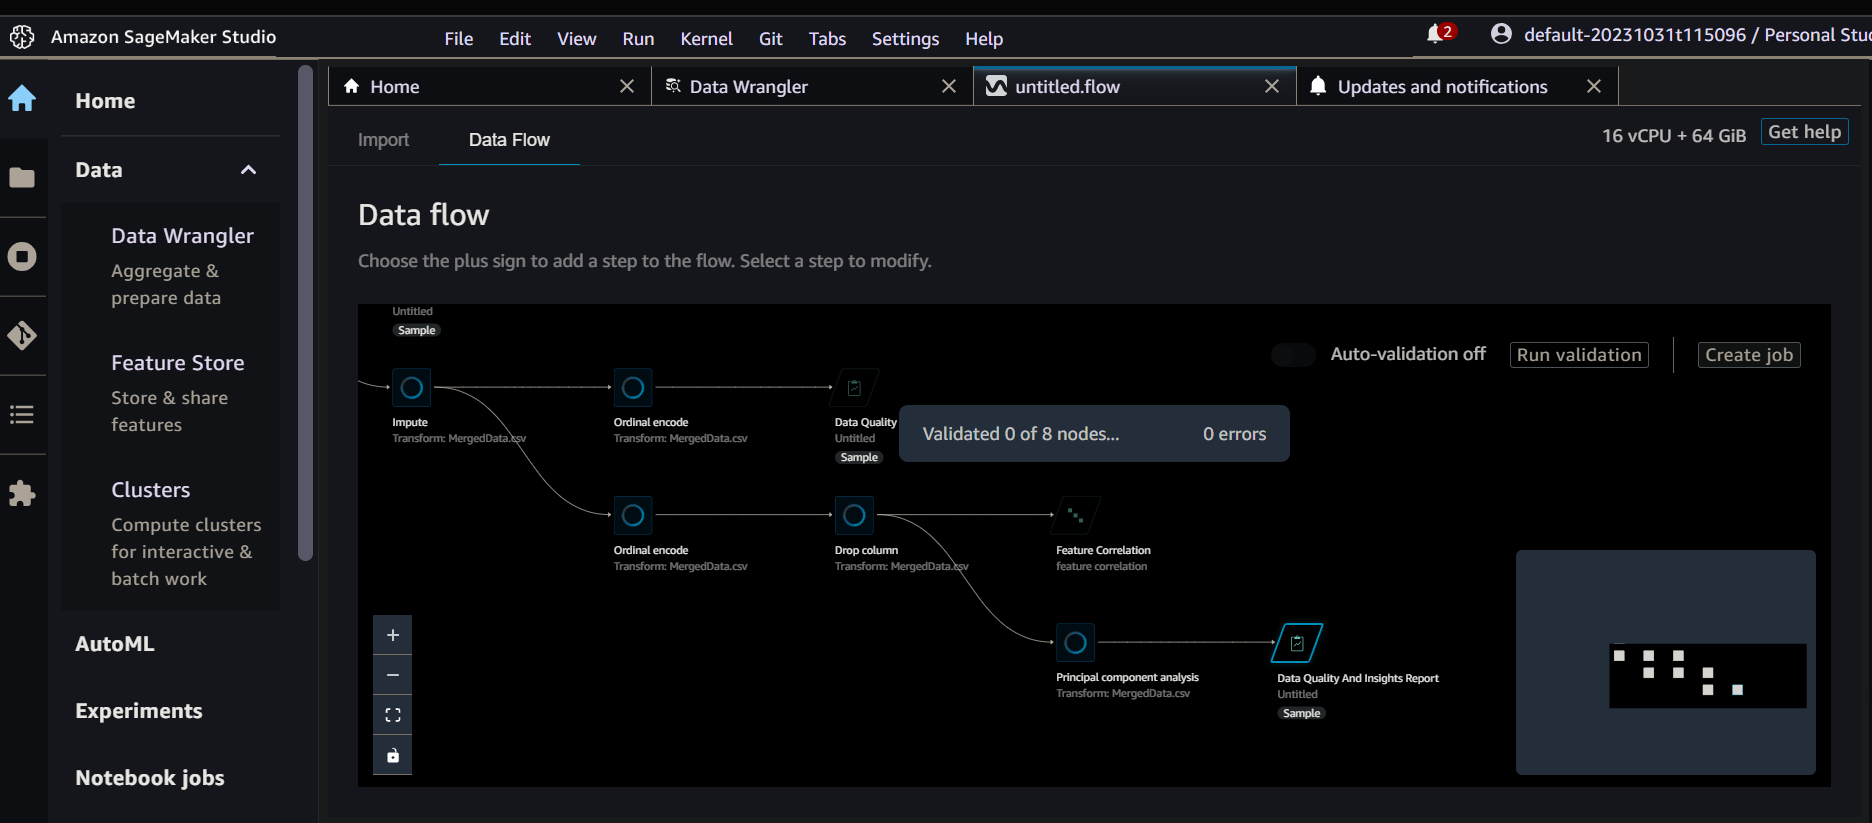 Amazon SageMaker Studio
File Edit View Run Kernel Git Tabs Settings Help
2
default-20231031t115096 / Personal Stu
Home
Data
Data Wrangler
Aggregate &
prepare data
Feature Store
Store & share
features
Clusters
Compute clusters
for interactive &
batch work
AutoML
Experiments
Notebook jobs
Home
Data Wrangler
untitled.flow
Updates and notifications
Import
Data Flow
16 vCPU + 64 GiB
Get help
Data flow
Choose the plus sign to add a step to the flow. Select a step to modify.
Untitled
Sample
Auto-validation off
Run validation
Create job
Impute
Transform: MergedData.csv
Ordinal encode
Transform: MergedData.csv
Data Quality
Untitled
Sample
Validated 0 of 8 nodes...
0 errors
Ordinal encode
Transform: MergedData.csv
Drop column
Transform: MergedData.csv
Feature Correlation
feature correlation
Principal component analysis
Transform: MergedData.csv
Data Quality And Insights Report
Untitled
Sample